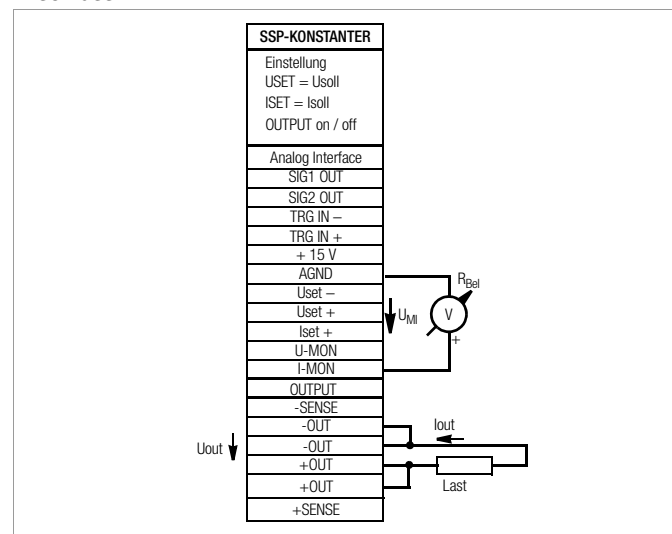 SSP-KONSTANTER
Einstellung
USET = Usoll
ISET = Isoll
OUTPUT on / off
Analog Interface
SIG1 OUT
SIG2 OUT
TRG IN –
TRG IN +
+ 15 V
AGND
Uset –
Uset +
Iset +
U-MON
I-MON
OUTPUT
-SENSE
-OUT
-OUT
+OUT
+OUT
+SENSE
RBel
UMI
V
+
Iout
Uout
Last